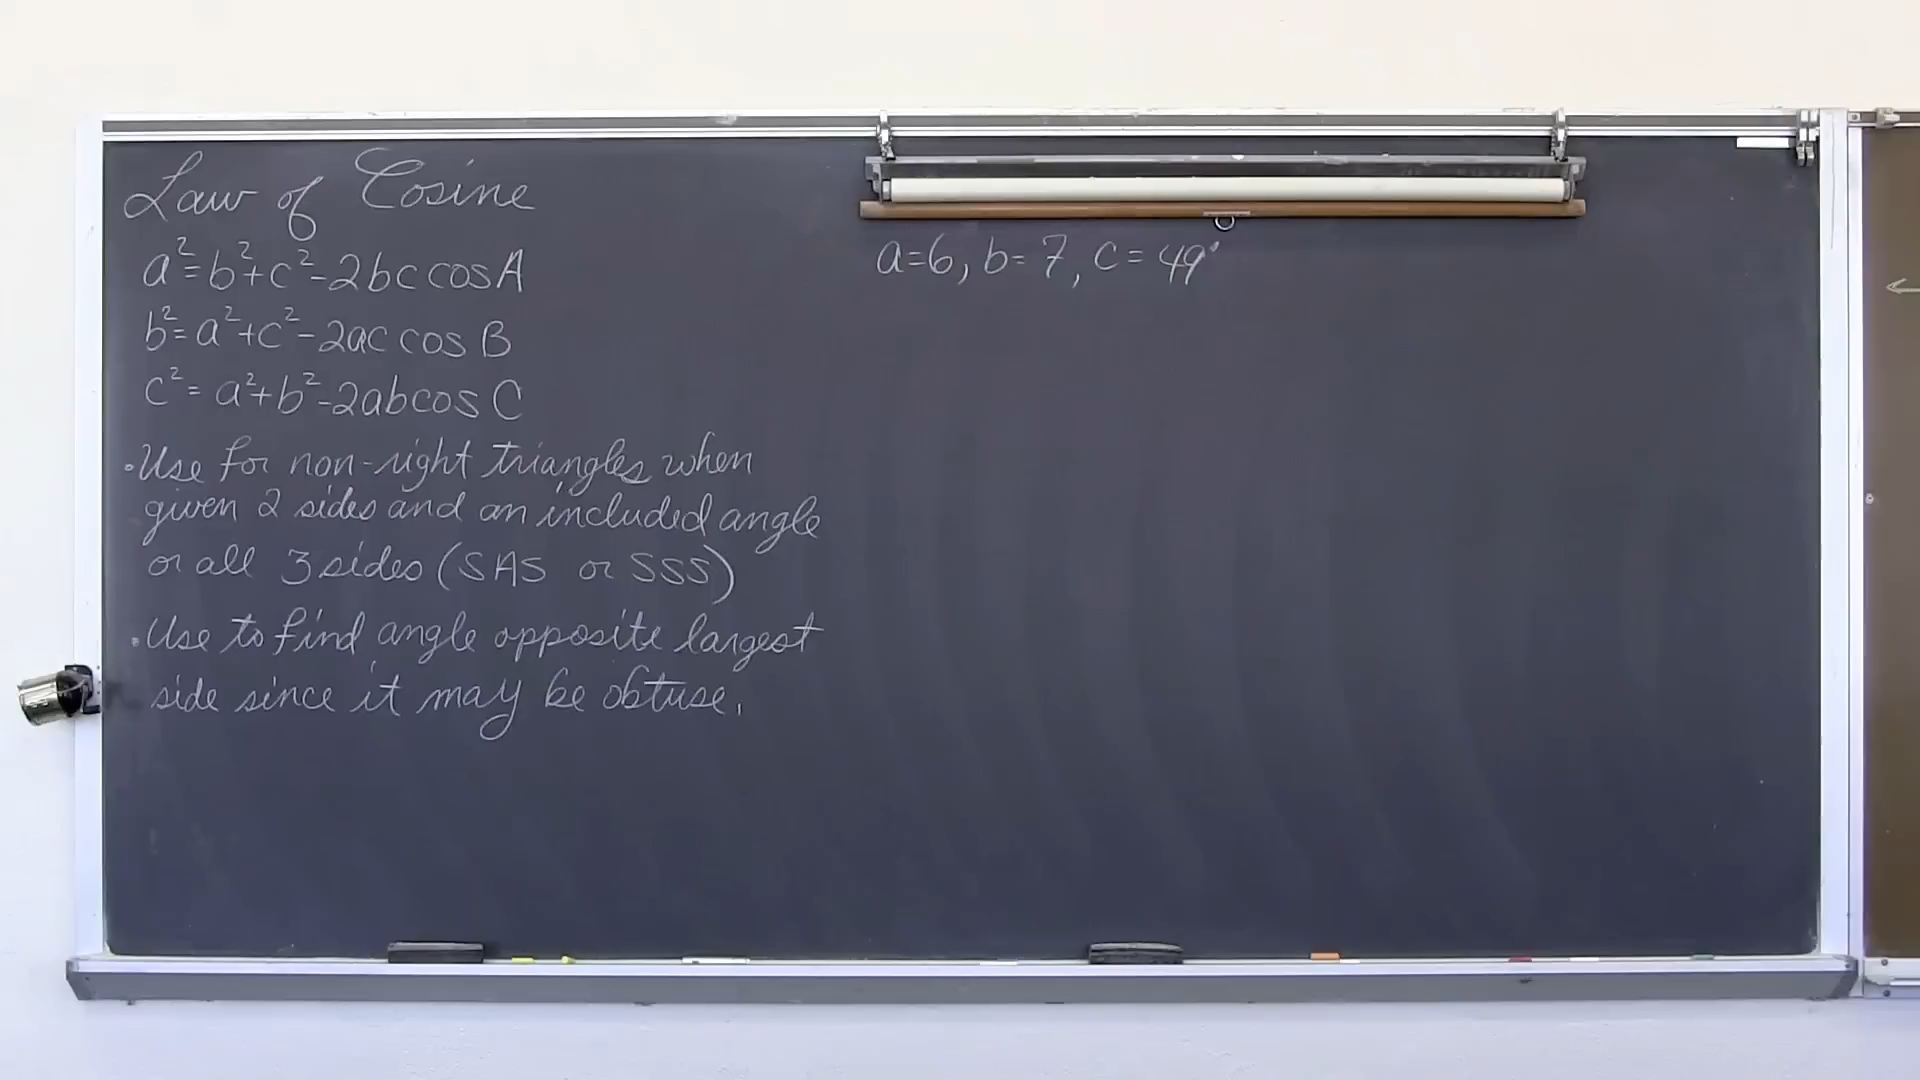 Law of Cosine
a²=b²+c²-2bc cos A
b²=a²+c²-2ac cos B
c²=a²+b²-2ab cos C
• Use for non-right triangles when
given 2 sides and an included angle
or all 3 sides (SAS or SSS)
• Use to find angle opposite largest
side since it may be obtuse.
a=6, b=7, C=49°